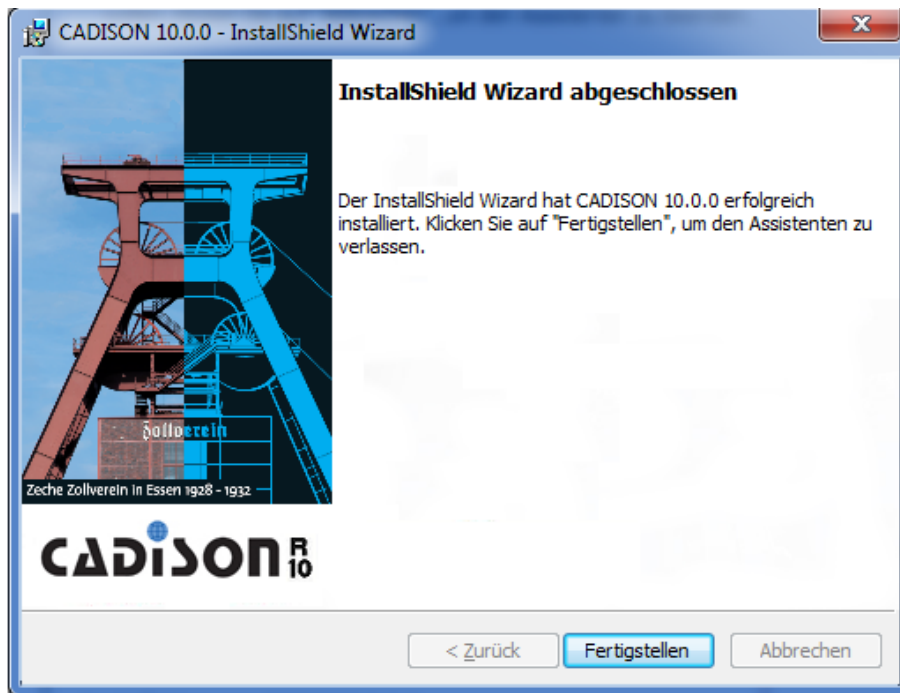 CADISON 10.0.0 - InstallShield Wizard
InstallShield Wizard abgeschlossen
Der InstallShield Wizard hat CADISON 10.0.0 erfolgreich
installiert. Klicken Sie auf "Fertigstellen", um den Assistenten zu
verlassen.
Zollverein
Zeche Zollverein in Essen 1928 - 1932
CADISON R
10
< Zurück
Fertigstellen
Abbrechen